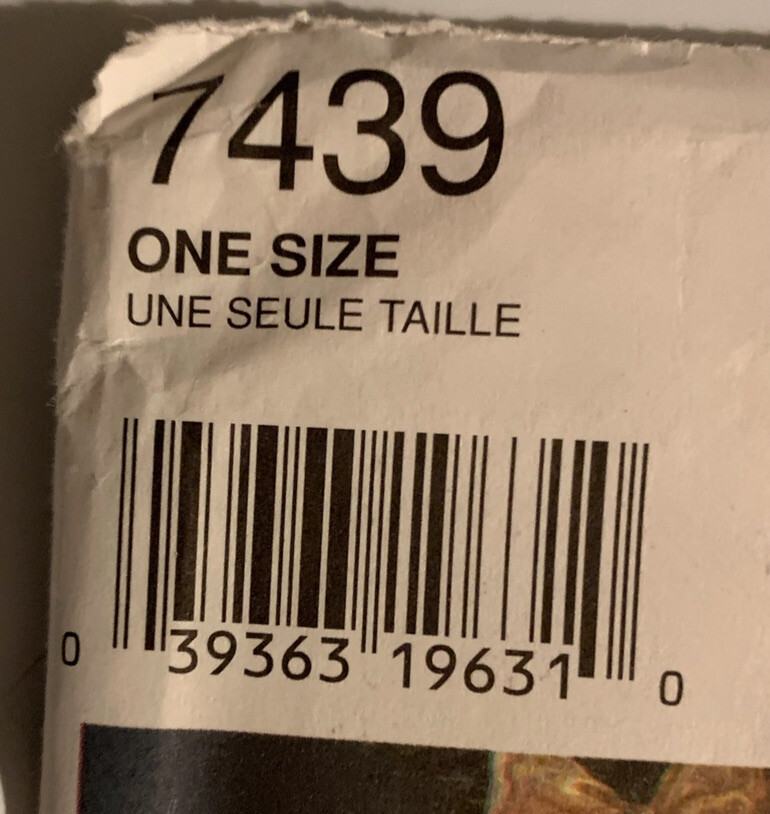 7439
ONE SIZE
UNE SEULE TAILLE
0 39363 19631 0